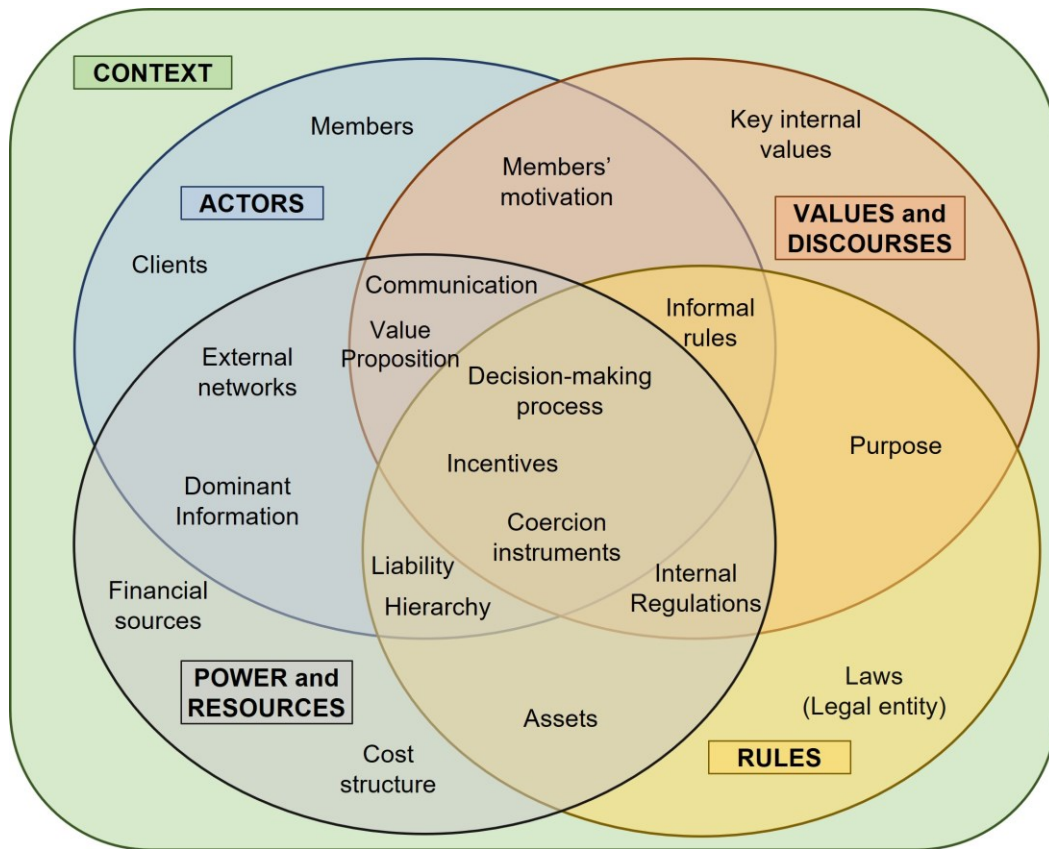 CONTEXT
Members
Key internal
values
Members’
motivation
ACTORS
VALUES and
DISCOURSES
Clients
Communication
Informal
rules
Value
Proposition
External
networks
Decision-making
process
Purpose
Incentives
Dominant
Information
Coercion
instruments
Liability
Hierarchy
Internal
Regulations
Financial
sources
POWER and
RESOURCES
Laws
(Legal entity)
Assets
Cost
structure
RULES